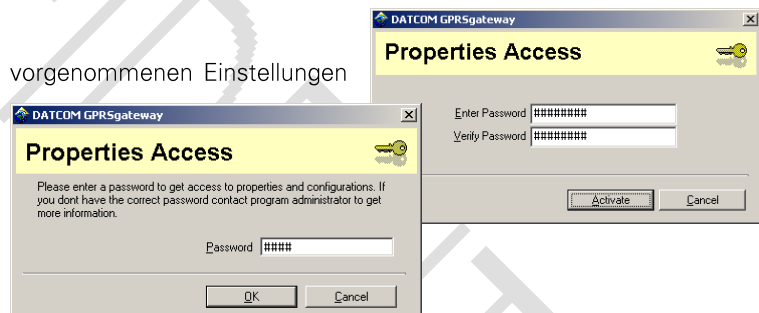 DATCOM GPRSgateway
Properties Access
Enter Password ########
Verify Password ########
Activate Cancel
vorgenommenen Einstellungen
DATCOM GPRSgateway
Properties Access
Please enter a password to get access to properties and configurations. If
you dont have the correct password contact program administrator to get
more information.
Password ####
OK Cancel